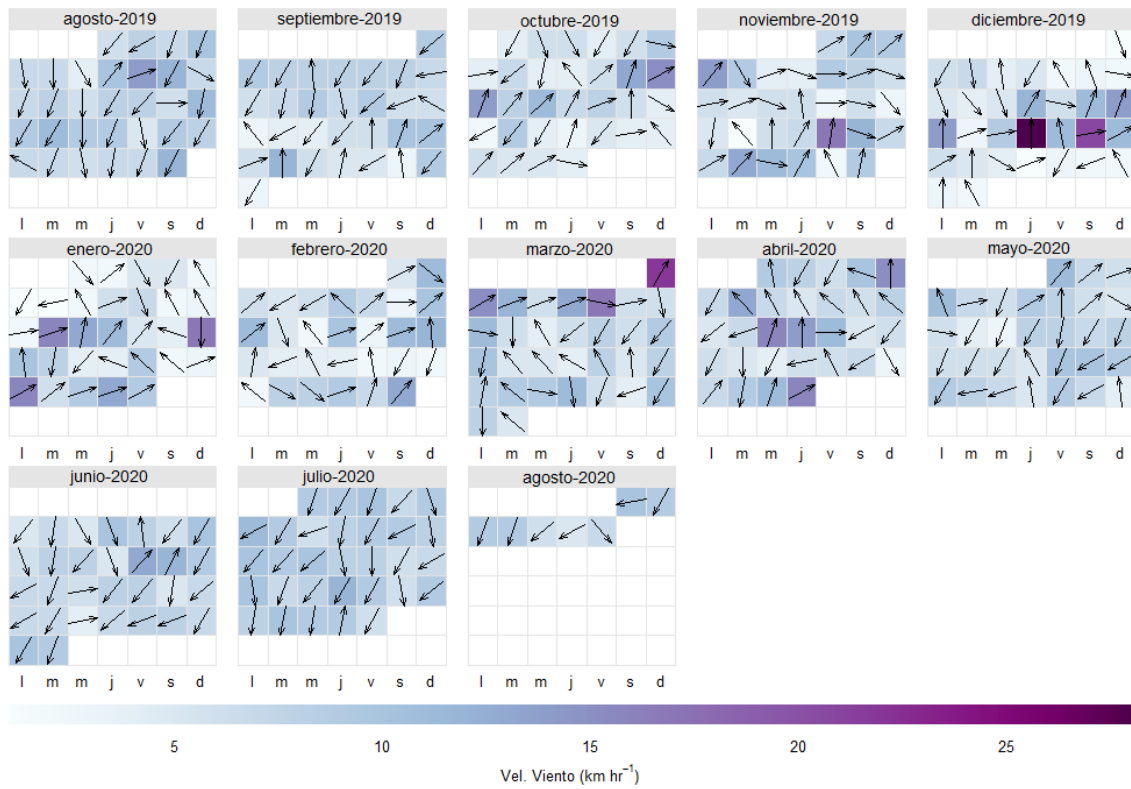 agosto-2019 septiembre-2019 octubre-2019 noviembre-2019 diciembre-2019
l m m j v s d l m m j v s d l m m j v s d l m m j v s d l m m j v s d
enero-2020 febrero-2020 marzo-2020 abril-2020 mayo-2020
l m m j v s d l m m j v s d l m m j v s d l m m j v s d l m m j v s d
junio-2020 julio-2020 agosto-2020
l m m j v s d l m m j v s d l m m j v s d
5 10 15 20 25
Vel. Viento (km hr⁻¹)